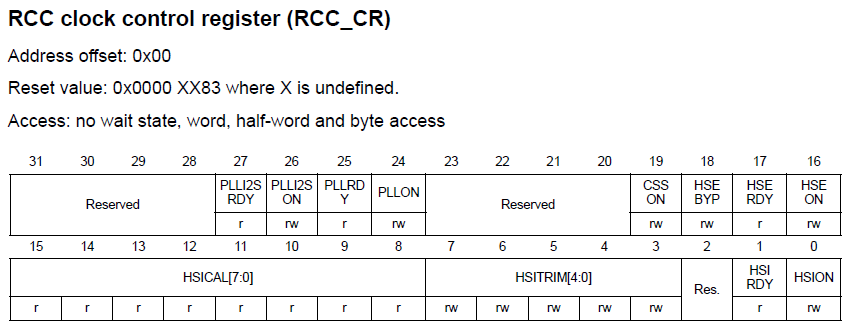 RCC clock control register (RCC_CR)
Address offset: 0x00
Reset value: 0x0000 XX83 where X is undefined.
Access: no wait state, word, half-word and byte access
31 30 29 28 27 26 25 24 23 22 21 20 19 18 17 16
Reserved PLLI2S RDY PLLI2S ON PLLRD Y PLLON Reserved CSS ON HSE BYP HSE RDY HSE ON
r rw r rw rw rw r rw
15 14 13 12 11 10 9 8 7 6 5 4 3 2 1 0
HSICAL[7:0] HSITRIM[4:0] Res. HSI RDY HSION
r r r r r r r r rw rw rw rw rw r rw